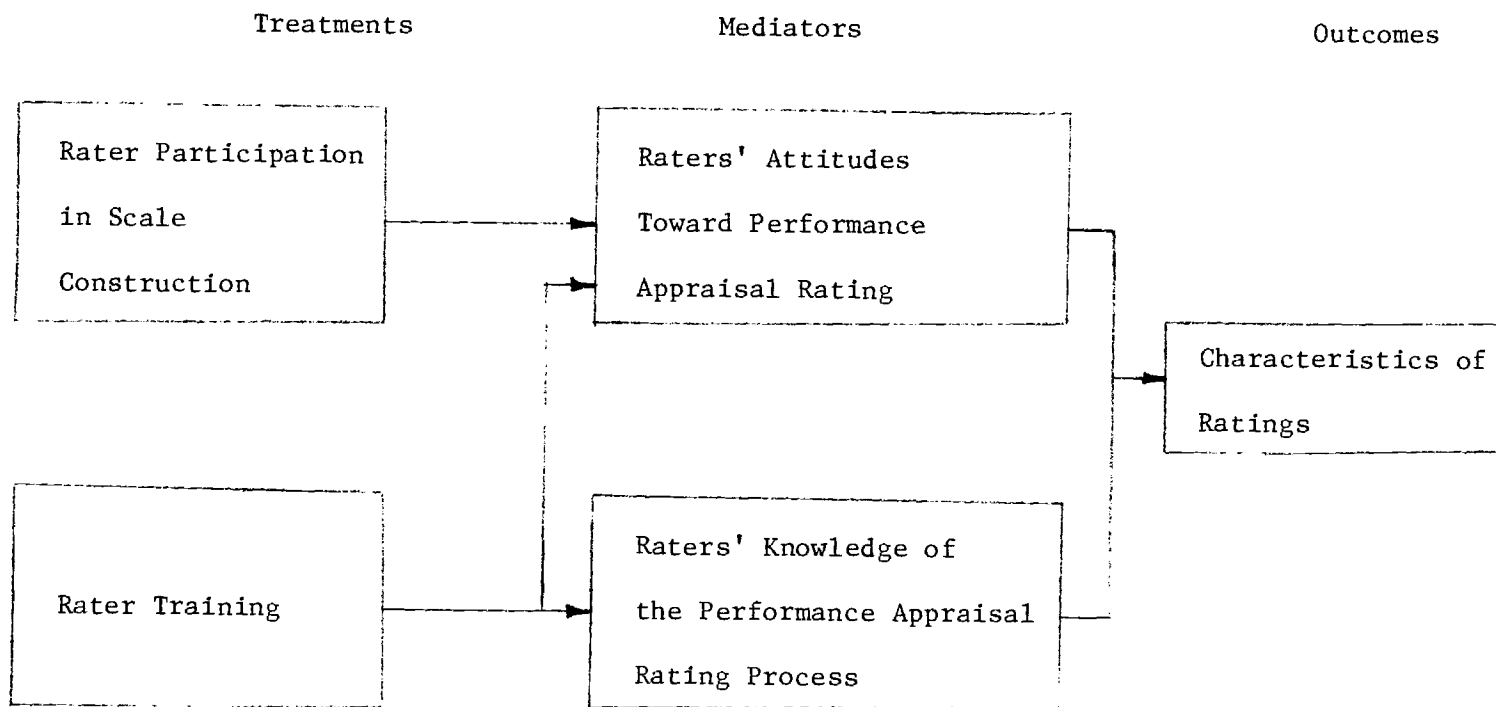 Treatments
Mediators
Outcomes
Rater Participation
in Scale
Construction
Raters' Attitudes
Toward Performance
Appraisal Rating
Characteristics of
Ratings
Rater Training
Raters' Knowledge of
the Performance Appraisal
Rating Process